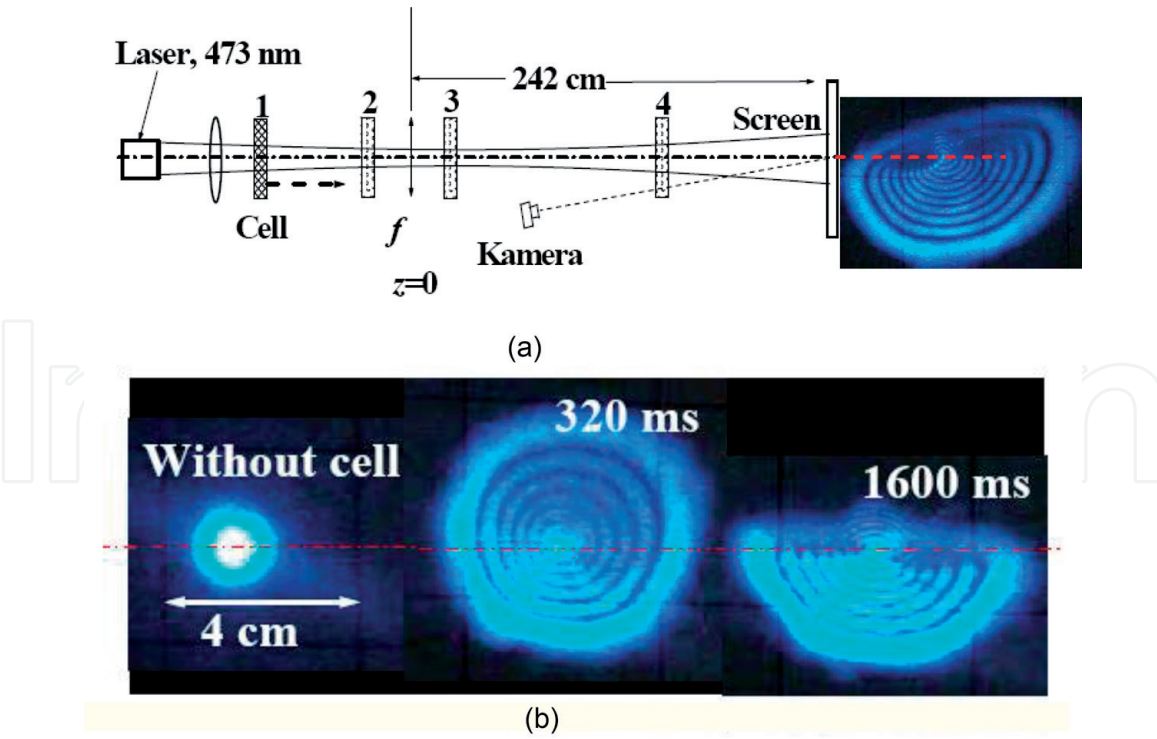 Laser, 473 nm
242 cm
1
2
3
4
Screen
Cell
f
Kamera
z=0
(a)
Without cell
320 ms
1600 ms
4 cm
(b)